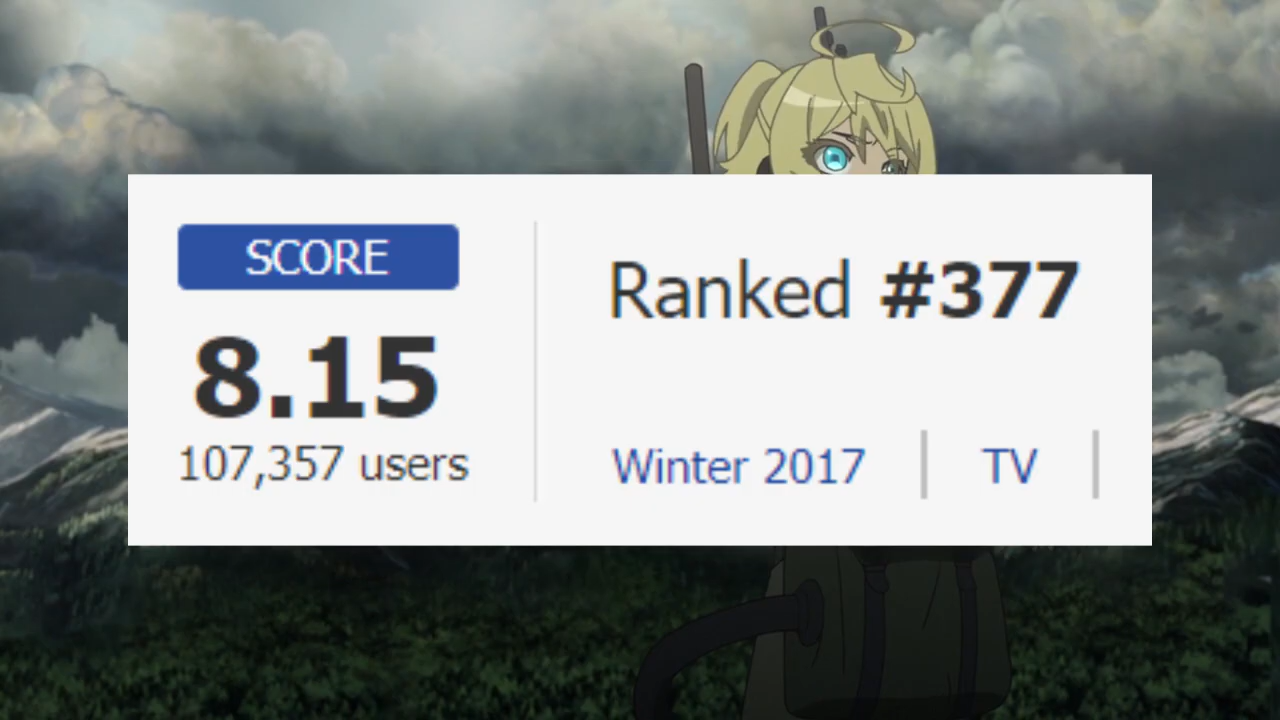 SCORE
8.15
107,357 users
Ranked #377
Winter 2017
TV